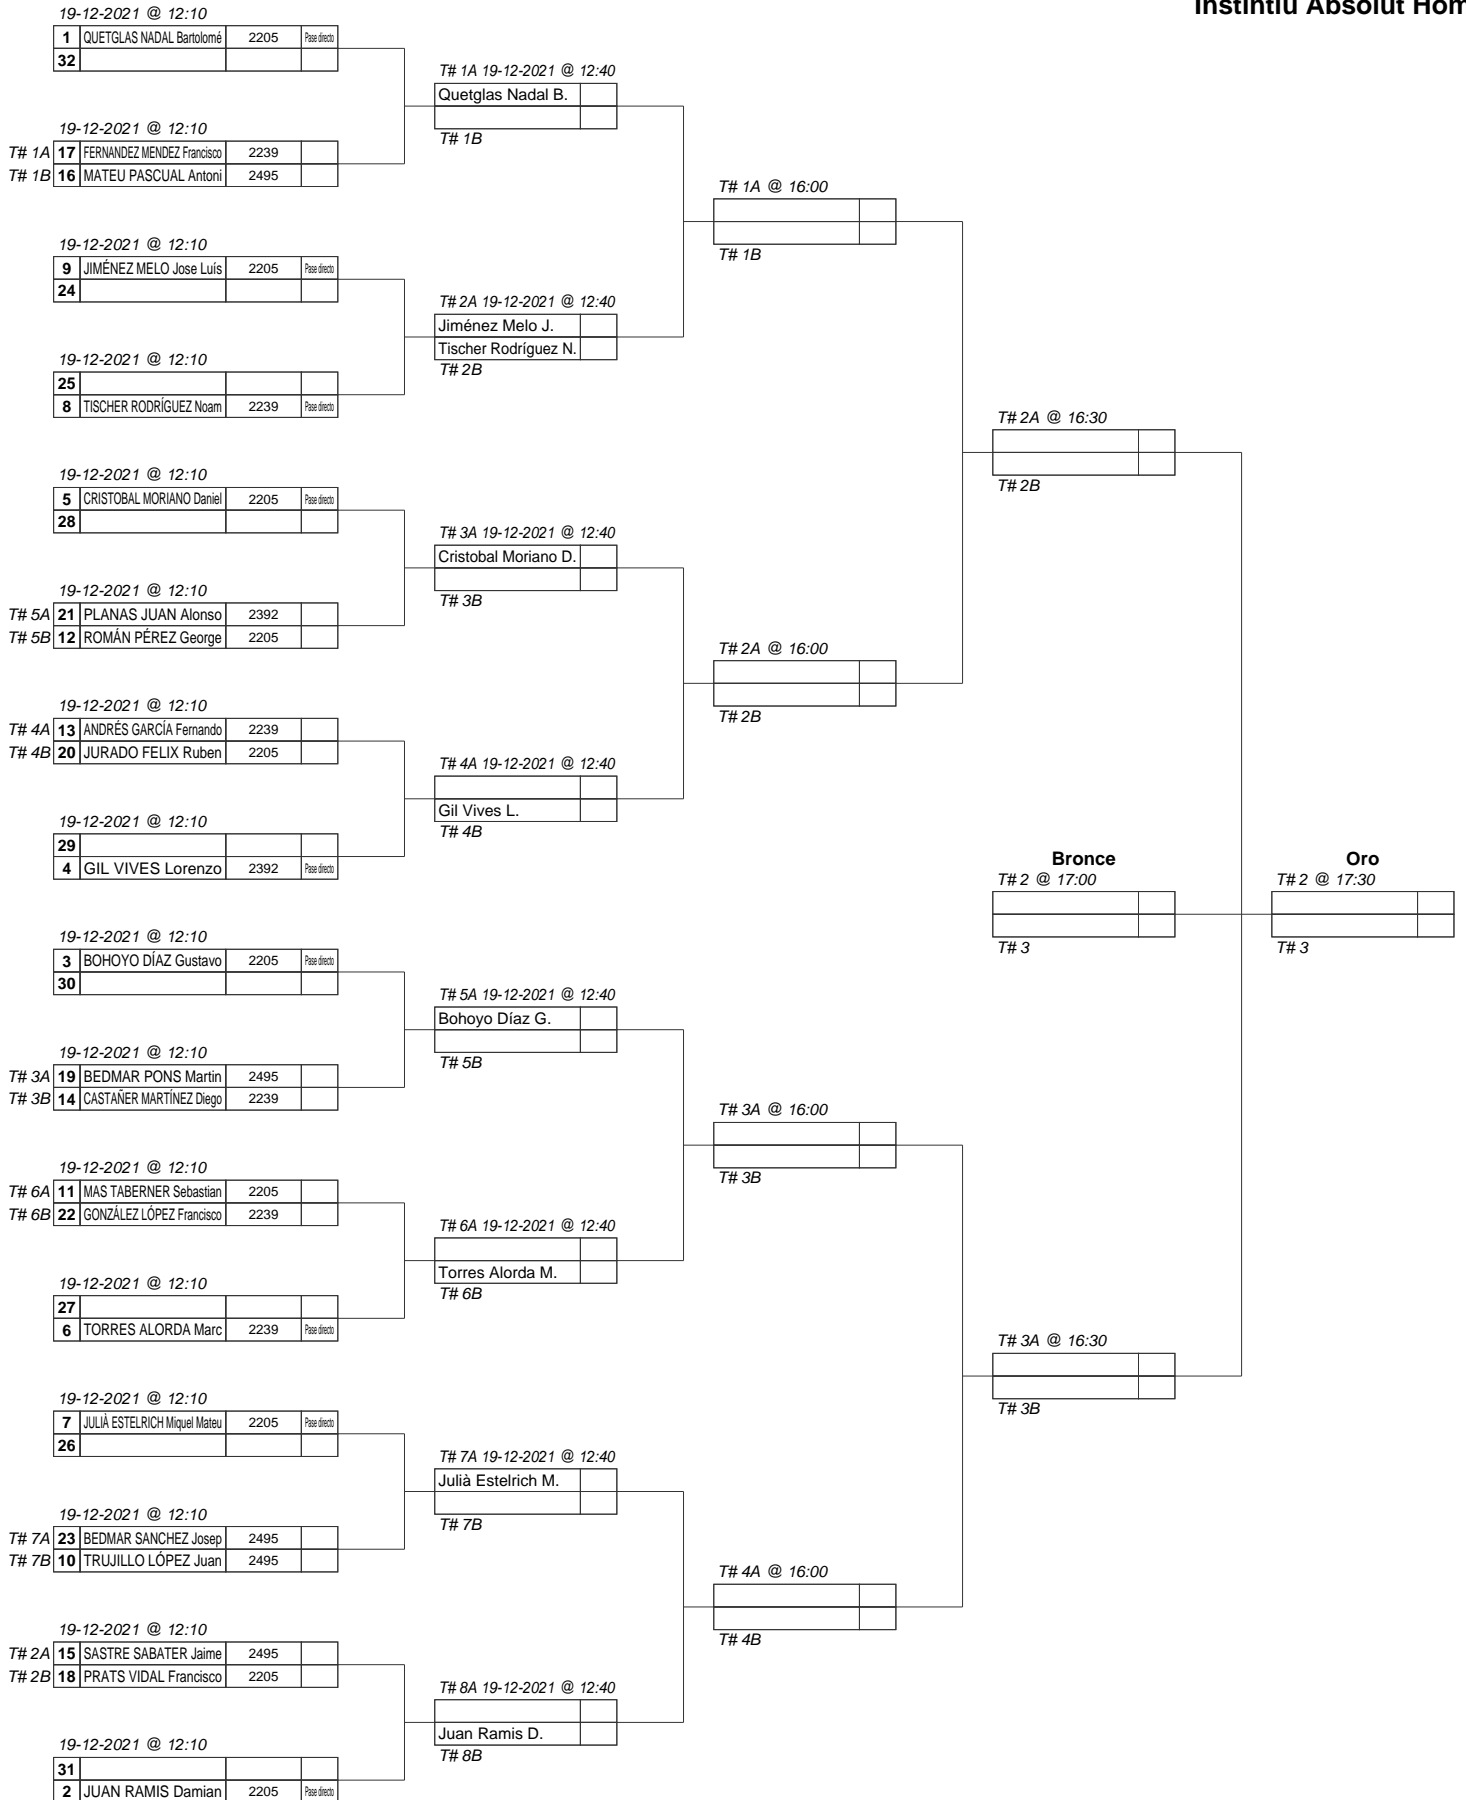 Instintiu Absolut Hom
19-12-2021 @ 12:10
1 QUETGLAS NADAL Bartolomé 2205 Pase directo
32
T# 1A 19-12-2021 @ 12:40
Quetglas Nadal B.
T# 1B
19-12-2021 @ 12:10
T# 1A 17 FERNANDEZ MENDEZ Francisco 2239
T# 1B 16 MATEU PASCUAL Antoni 2495
T# 1A @ 16:00
T# 1B
19-12-2021 @ 12:10
9 JIMÉNEZ MELO Jose Luís 2205 Pase directo
24
T# 2A 19-12-2021 @ 12:40
Jiménez Melo J.
Tischer Rodríguez N.
T# 2B
19-12-2021 @ 12:10
25
8 TISCHER RODRÍGUEZ Noam 2239 Pase directo
T# 2A @ 16:30
T# 2B
19-12-2021 @ 12:10
5 CRISTOBAL MORIANO Daniel 2205 Pase directo
28
T# 3A 19-12-2021 @ 12:40
Cristobal Moriano D.
T# 3B
19-12-2021 @ 12:10
T# 5A 21 PLANAS JUAN Alonso 2392
T# 5B 12 ROMÁN PÉREZ George 2205
T# 2A @ 16:00
T# 2B
19-12-2021 @ 12:10
T# 4A 13 ANDRÉS GARCÍA Fernando 2239
T# 4B 20 JURADO FELIX Ruben 2205
T# 4A 19-12-2021 @ 12:40
Gil Vives L.
T# 4B
19-12-2021 @ 12:10
29
4 GIL VIVES Lorenzo 2392 Pase directo
Bronce
T# 2 @ 17:00
T# 3
Oro
T# 2 @ 17:30
T# 3
19-12-2021 @ 12:10
3 BOHOYO DÍAZ Gustavo 2205 Pase directo
30
T# 5A 19-12-2021 @ 12:40
Bohoyo Díaz G.
T# 5B
19-12-2021 @ 12:10
T# 3A 19 BEDMAR PONS Martin 2495
T# 3B 14 CASTAÑER MARTÍNEZ Diego 2239
T# 3A @ 16:00
T# 3B
19-12-2021 @ 12:10
T# 6A 11 MAS TABERNER Sebastian 2205
T# 6B 22 GONZÁLEZ LÓPEZ Francisco 2239
T# 6A 19-12-2021 @ 12:40
Torres Alorda M.
T# 6B
19-12-2021 @ 12:10
27
6 TORRES ALORDA Marc 2239 Pase directo
T# 3A @ 16:30
T# 3B
19-12-2021 @ 12:10
7 JULIÀ ESTELRICH Miquel Mateu 2205 Pase directo
26
T# 7A 19-12-2021 @ 12:40
Julià Estelrich M.
T# 7B
19-12-2021 @ 12:10
T# 7A 23 BEDMAR SANCHEZ Josep 2495
T# 7B 10 TRUJILLO LÓPEZ Juan 2495
T# 4A @ 16:00
T# 4B
19-12-2021 @ 12:10
T# 2A 15 SASTRE SABATER Jaime 2495
T# 2B 18 PRATS VIDAL Francisco 2205
T# 8A 19-12-2021 @ 12:40
Juan Ramis D.
T# 8B
19-12-2021 @ 12:10
31
2 JUAN RAMIS Damian 2205 Pase directo